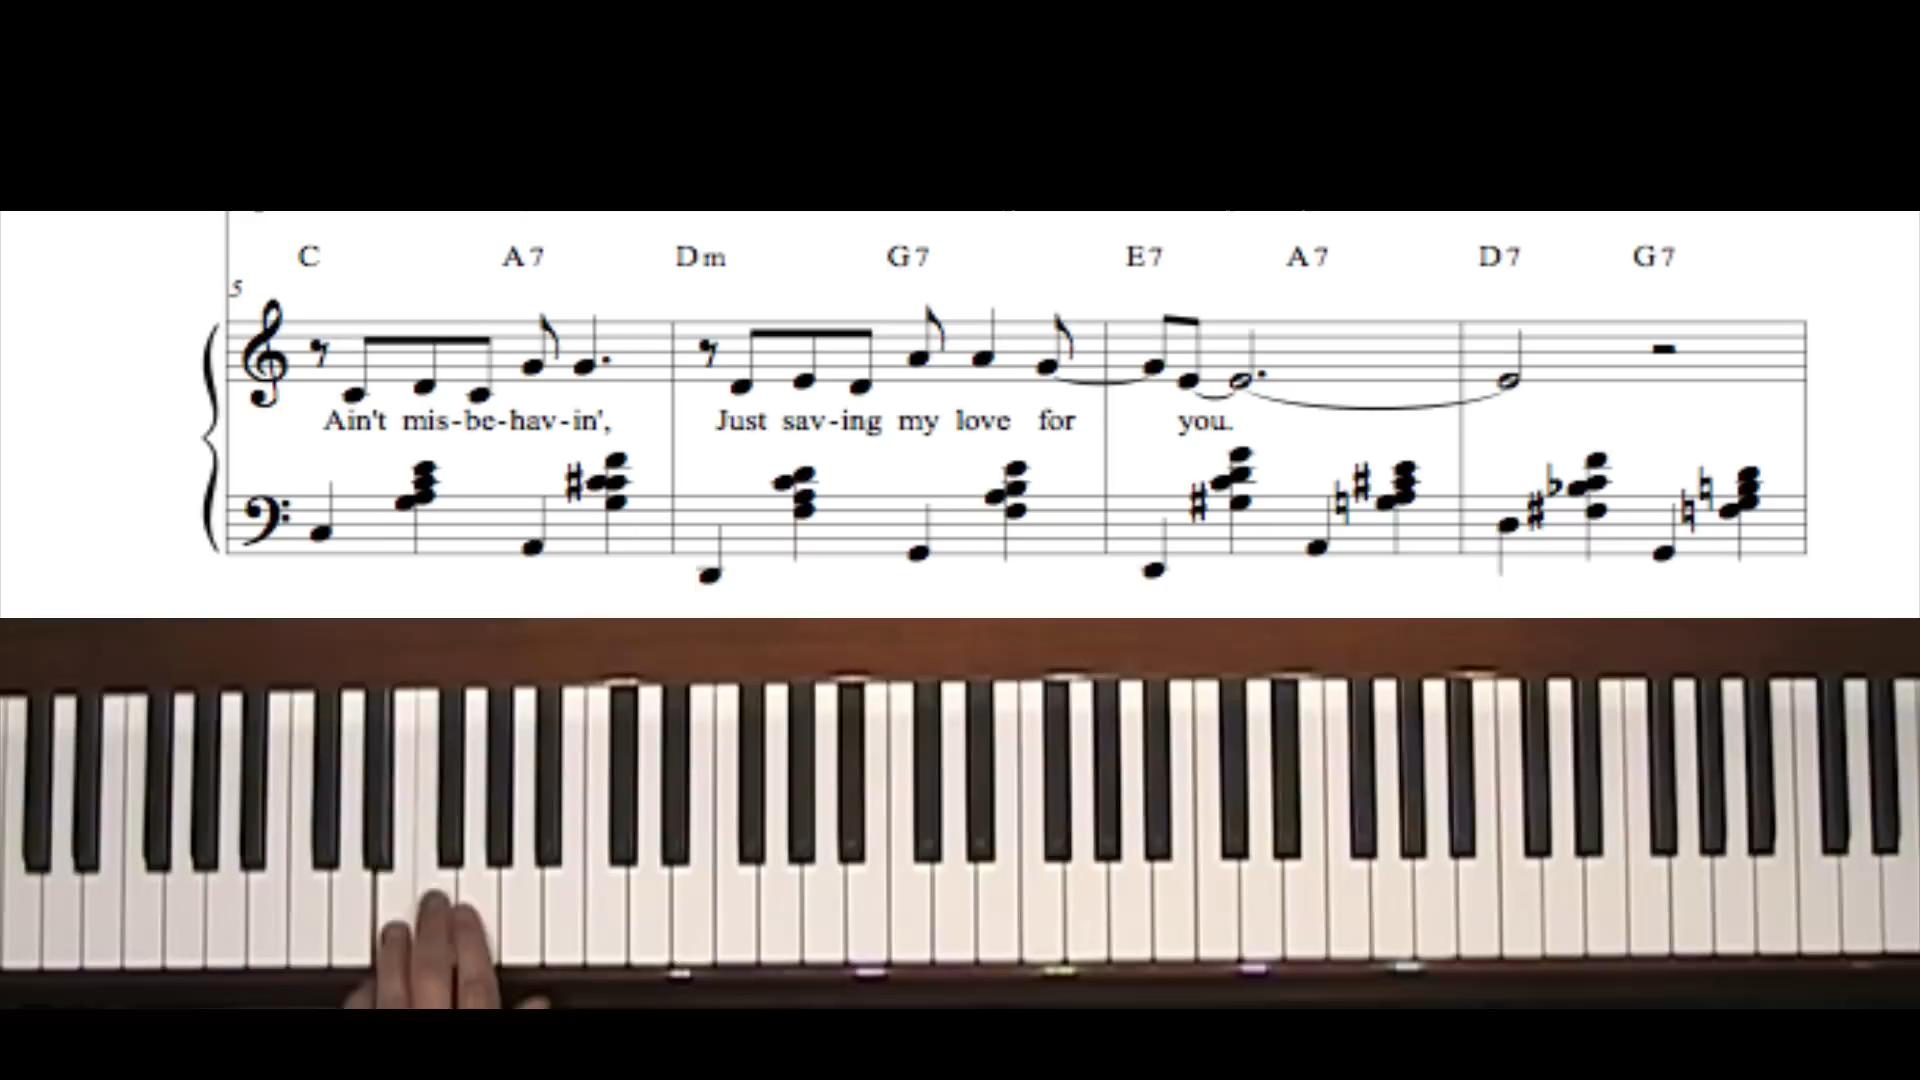 C A7 Dm G7 E7 A7 D7 G7
5
Ain't mis-be-hav-in', Just sav-ing my love for you.